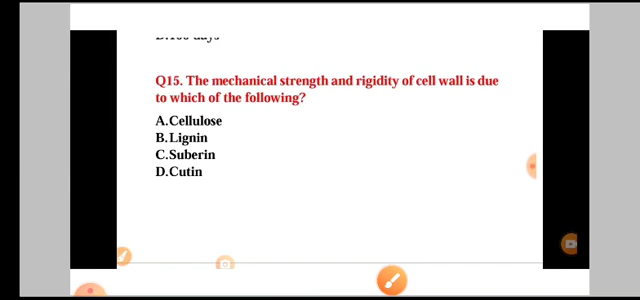 Q15. The mechanical strength and rigidity of cell wall is due
to which of the following?
A.Cellulose
B.Lignin
C.Suberin
D.Cutin